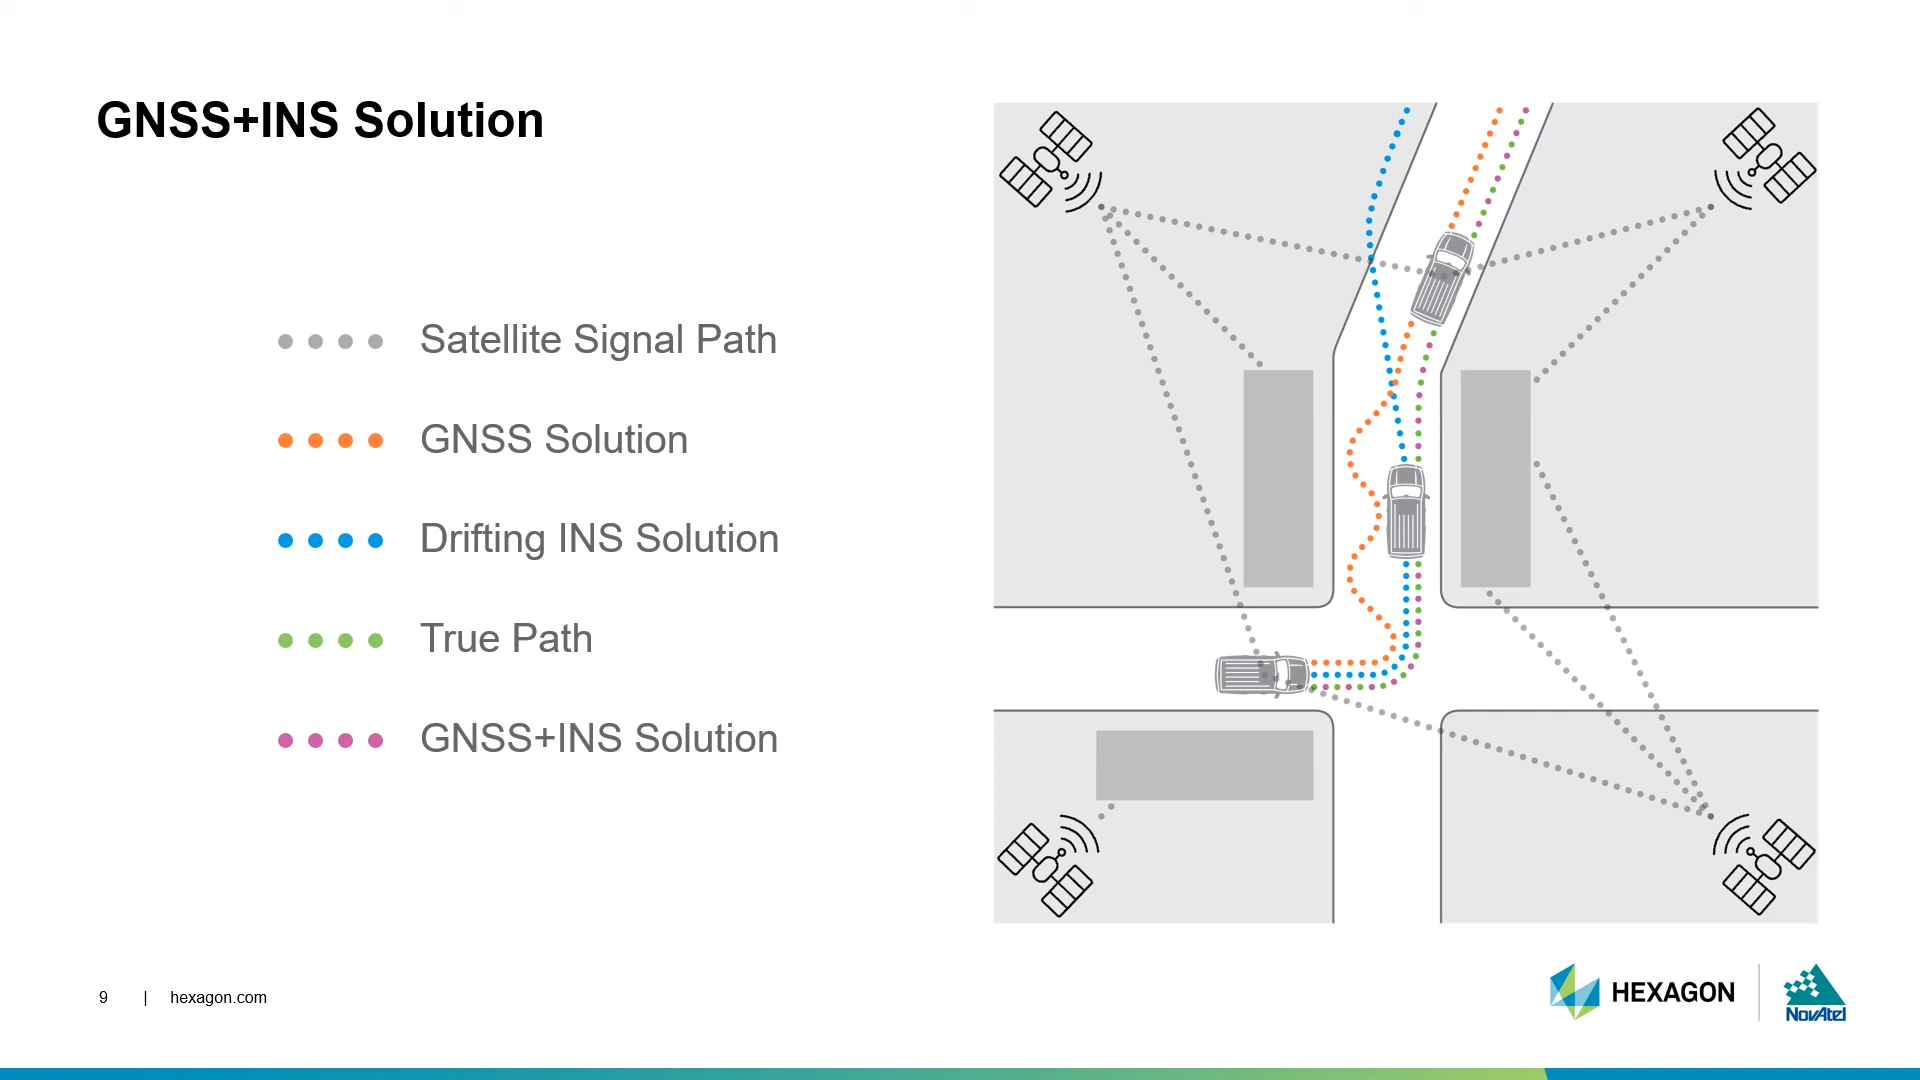 GNSS+INS Solution
Satellite Signal Path
GNSS Solution
Drifting INS Solution
True Path
GNSS+INS Solution
9 | hexagon.com
HEXAGON
NovAtel